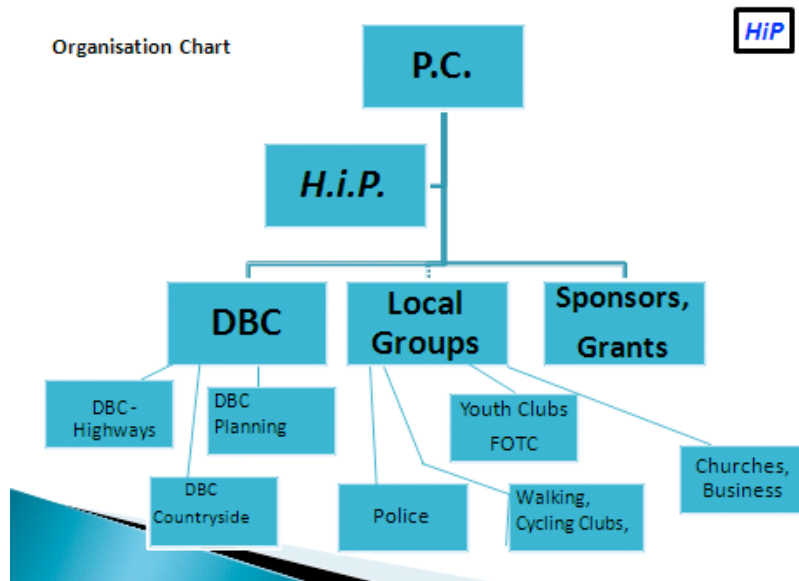 Organisation Chart
HiP
P.C.
H.i.P.
DBC
Local
Groups
Sponsors,
Grants
DBC -
Highways
DBC
Planning
Youth Clubs
FOTC
Churches,
Business
DBC
Countryside
Police
Walking,
Cycling Clubs,